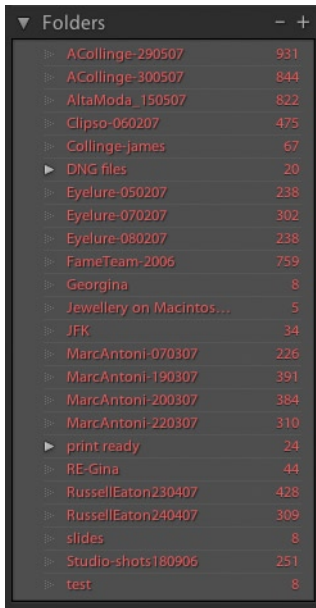 Folders - +
ACollinge-290507 931
ACollinge-300507 844
AltaModa_150507 822
Clipso-060207 475
Collinge-james 67
DNG files 20
Eyelure-050207 238
Eyelure-070207 302
Eyelure-080207 238
FameTeam-2006 759
Georgina 8
Jewellery on Macintos... 5
JFK 34
MarcAntoni-070307 226
MarcAntoni-190307 391
MarcAntoni-200307 384
MarcAntoni-220307 310
print ready 24
RE-Gina 44
RussellEaton230407 428
RussellEaton240407 309
slides 8
Studio-shots180906 251
test 8